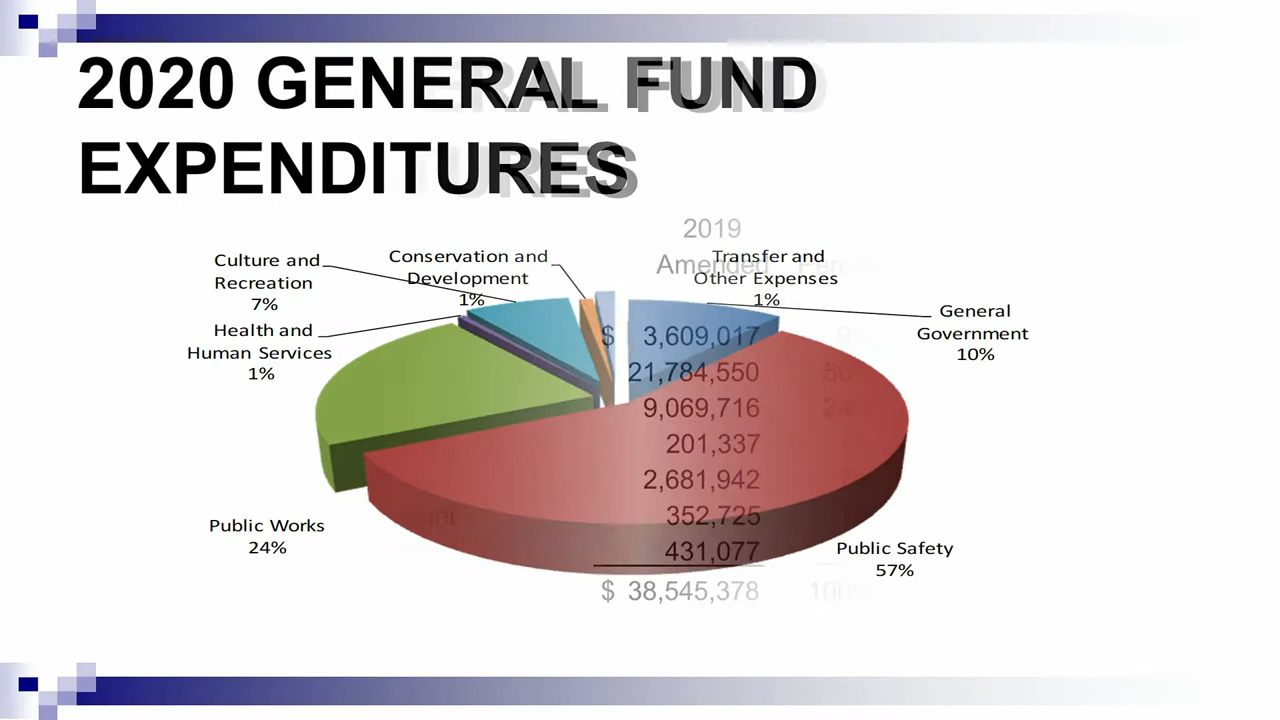 2020 GENERAL FUND
EXPENDITURES
2019
Amended
Culture and
Recreation
7%
Conservation and
Development
1%
Transfer and
Other Expenses
1%
General
Government
10%
Health and
Human Services
1%
$ 3,609,017
21,784,550
9,069,716
201,337
2,681,942
352,725
431,077
$ 38,545,378
100%
Public Works
24%
Public Safety
57%